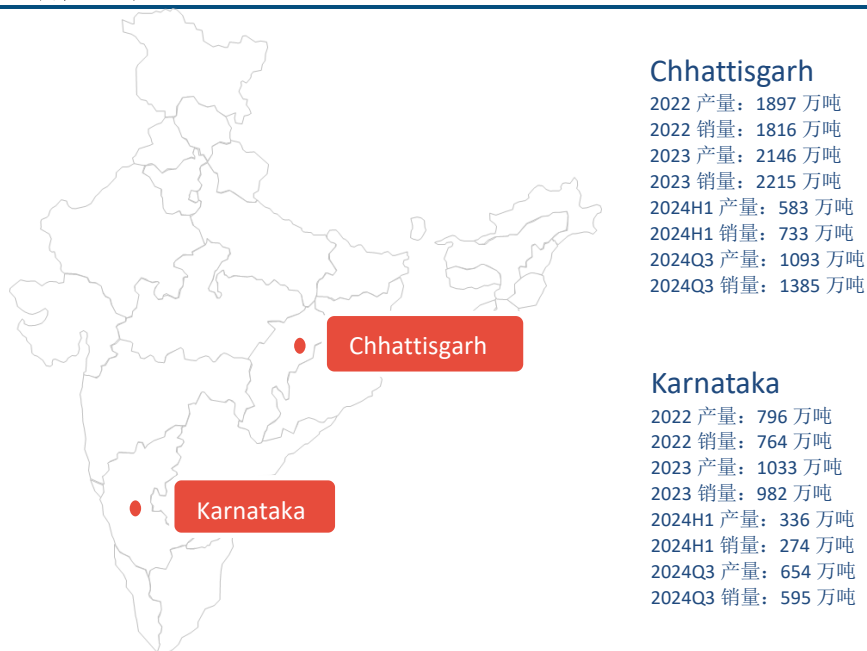 Chhattisgarh
2022 产量：1897 万吨
2022 销量：1816 万吨
2023 产量：2146 万吨
2023 销量：2215 万吨
2024H1 产量：583 万吨
2024H1 销量：733 万吨
2024Q3 产量：1093 万吨
2024Q3 销量：1385 万吨
Chhattisgarh
Karnataka
2022 产量：796 万吨
2022 销量：764 万吨
2023 产量：1033 万吨
2023 销量：982 万吨
2024H1 产量：336 万吨
2024H1 销量：274 万吨
2024Q3 产量：654 万吨
2024Q3 销量：595 万吨
Karnataka